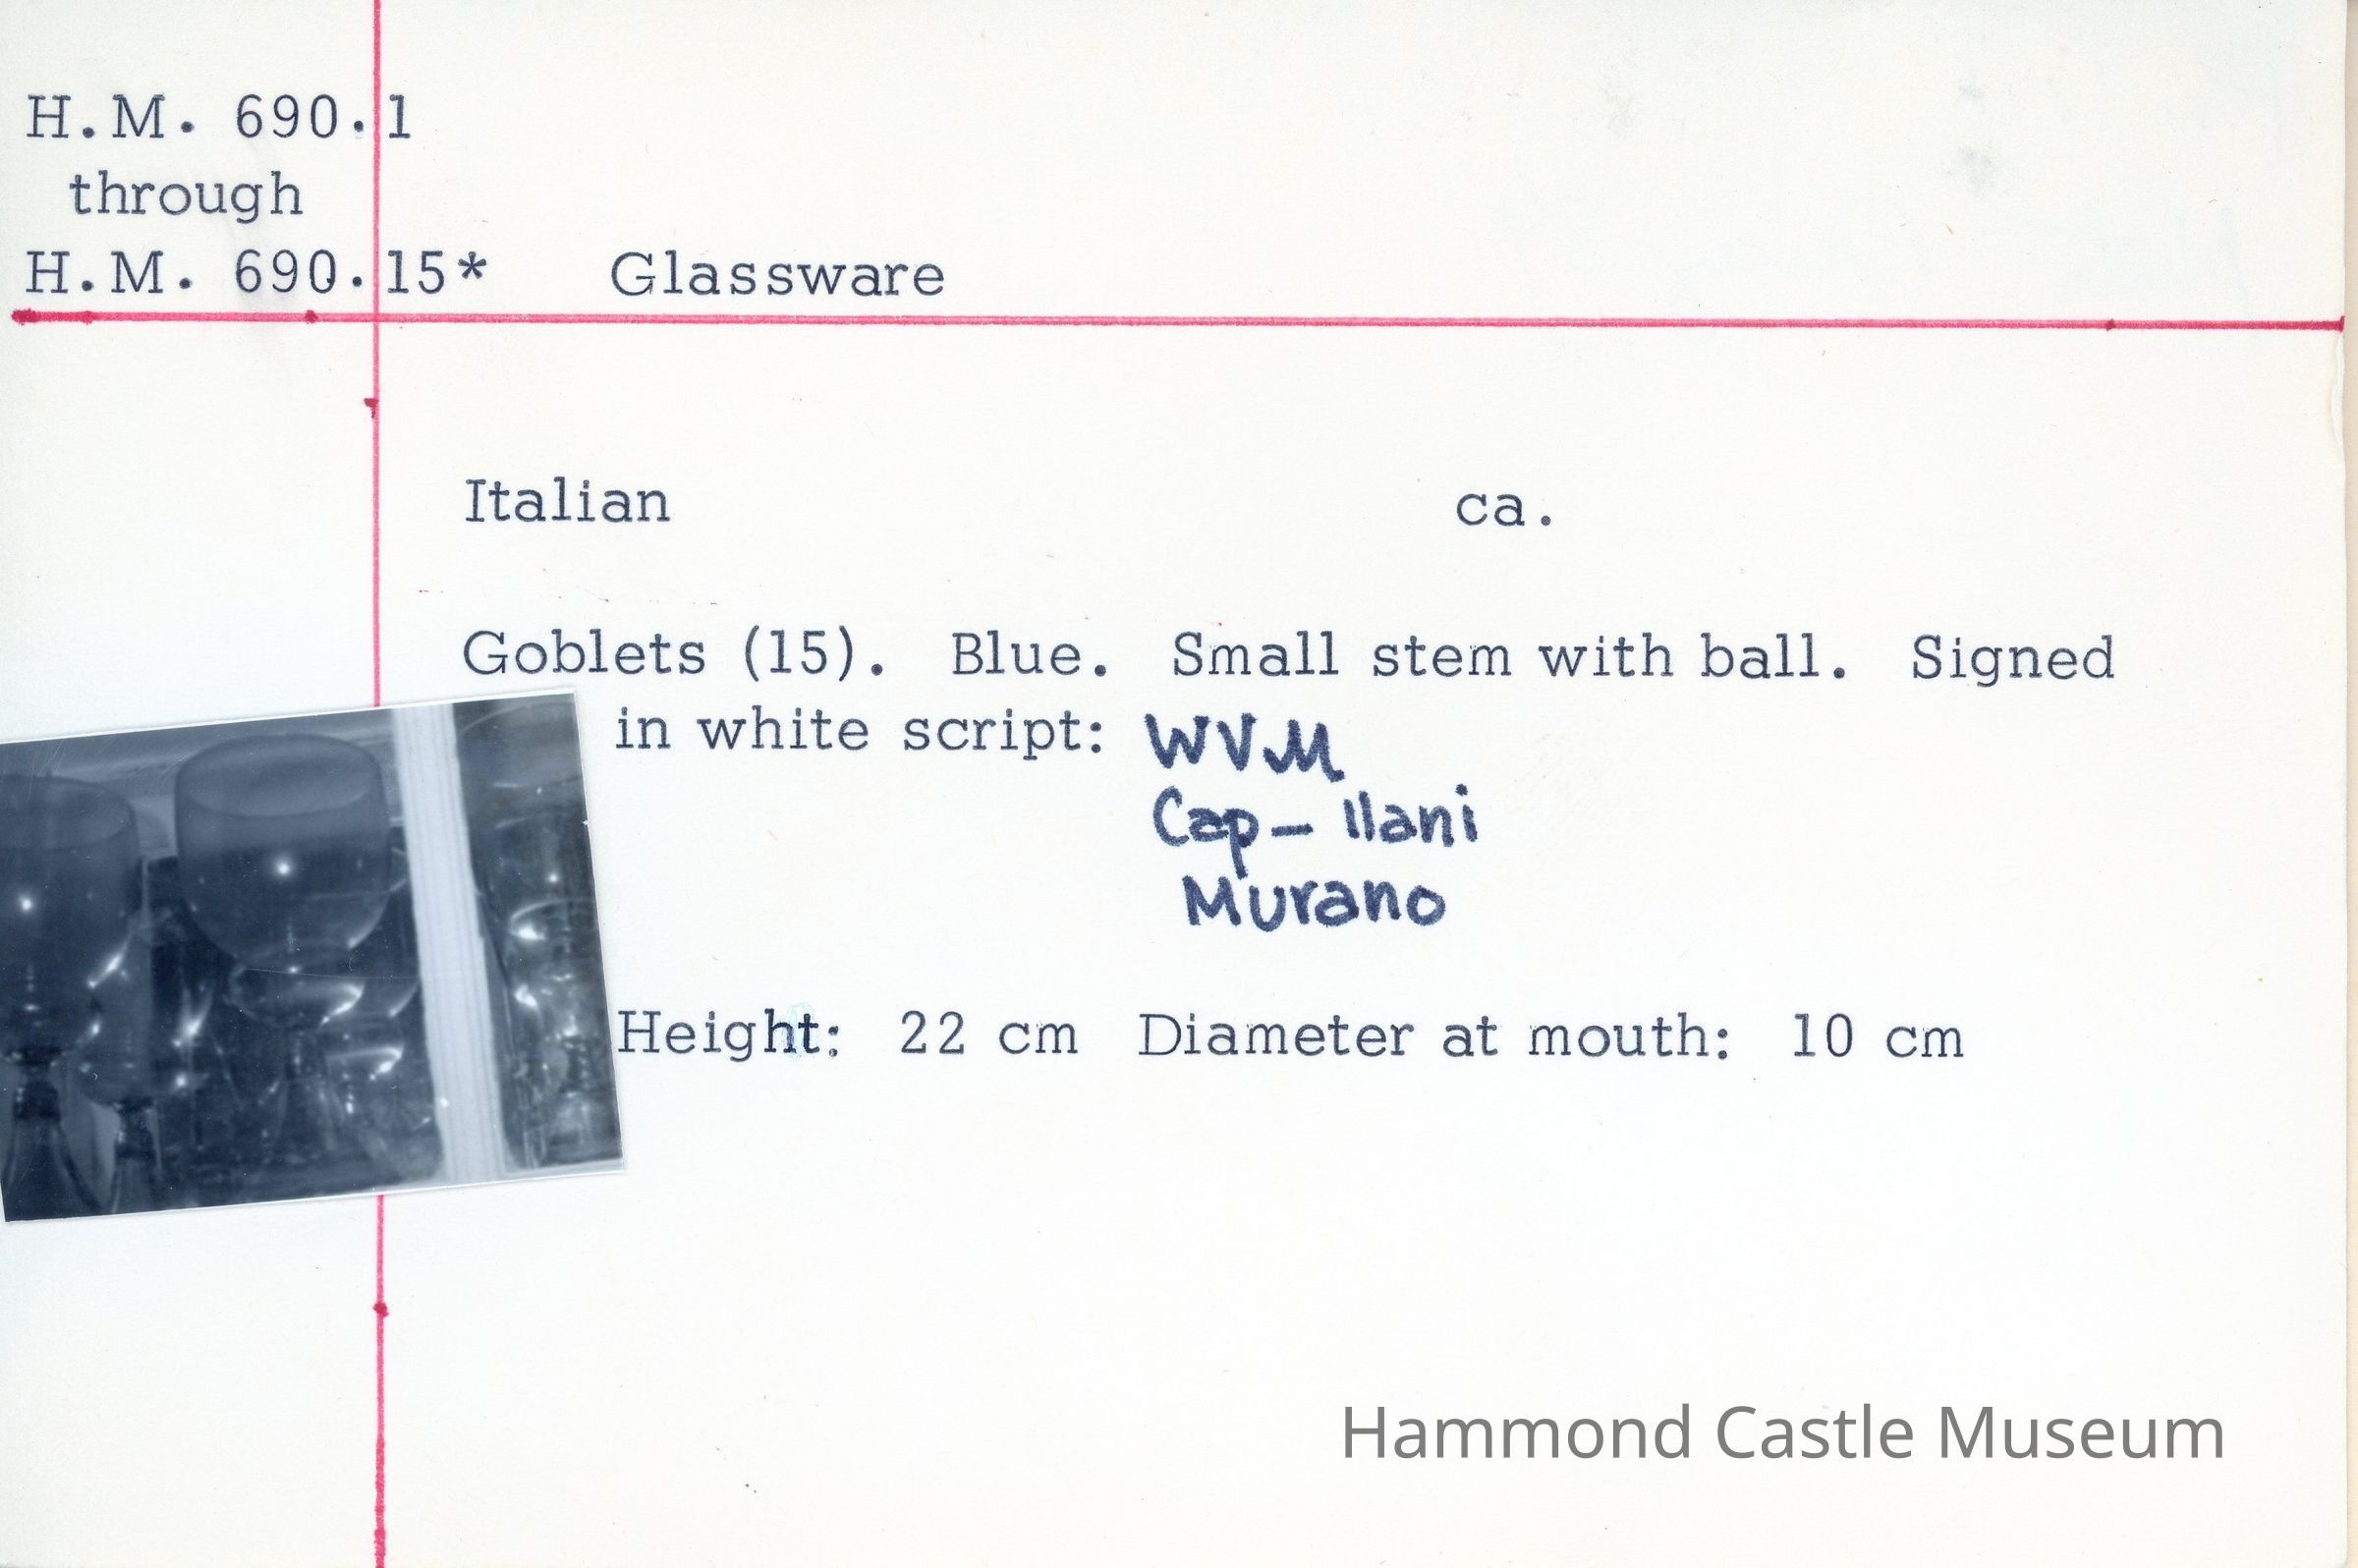 H.M. 690.1
through
H.M. 690.15* Glassware
Italian ca.
Goblets (15). Blue. Small stem with ball. Signed
in white script: WVM
Cap- llani
Murano
Height: 22 cm Diameter at mouth: 10 cm
Hammond Castle Museum